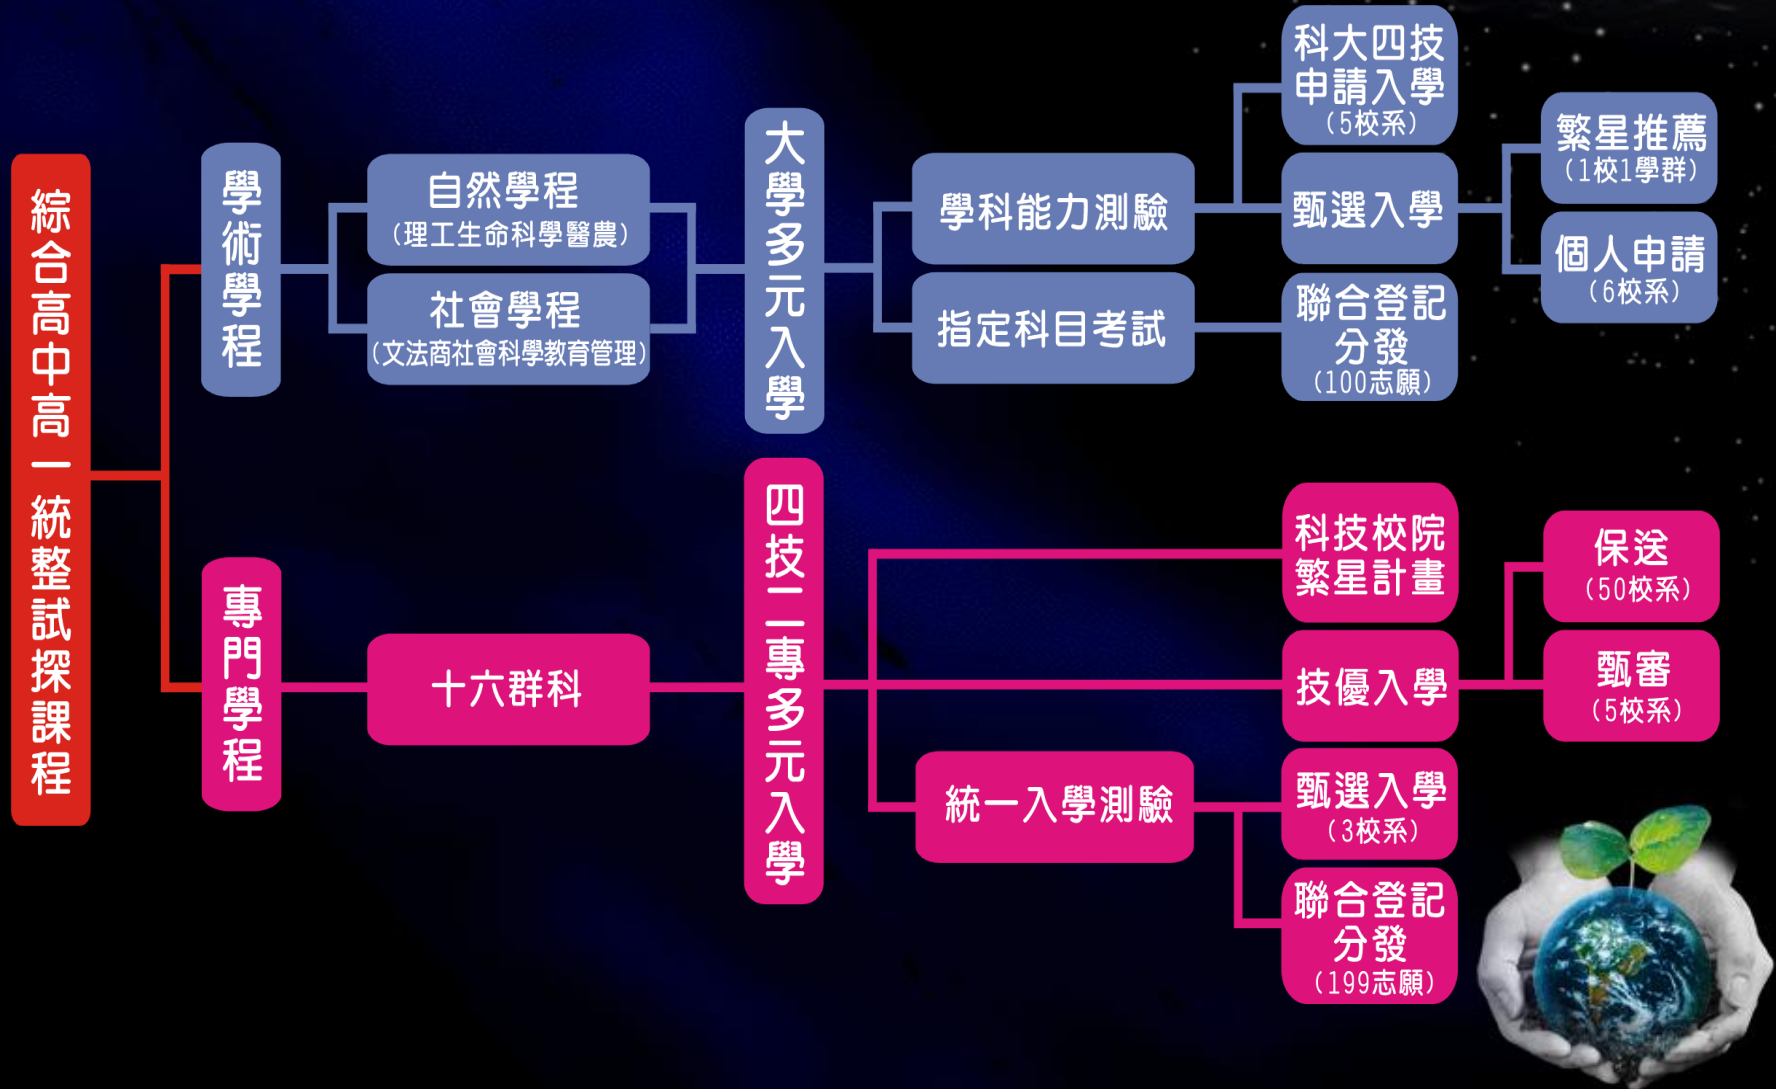 綜合高中高一統整試探課程
學術學程
自然學程
(理工生命科學醫農)
社會學程
(文法商社會科學教育管理)
大學多元入學
學科能力測驗
指定科目考試
科大四技
申請入學
(5校系)
甄選入學
聯合登記
分發
(100志願)
繁星推薦
(1校1學群)
個人申請
(6校系)
專門學程
十六群科
四技二專多元入學
統一入學測驗
科技校院
繁星計畫
技優入學
甄選入學
(3校系)
聯合登記
分發
(199志願)
保送
(50校系)
甄審
(5校系)